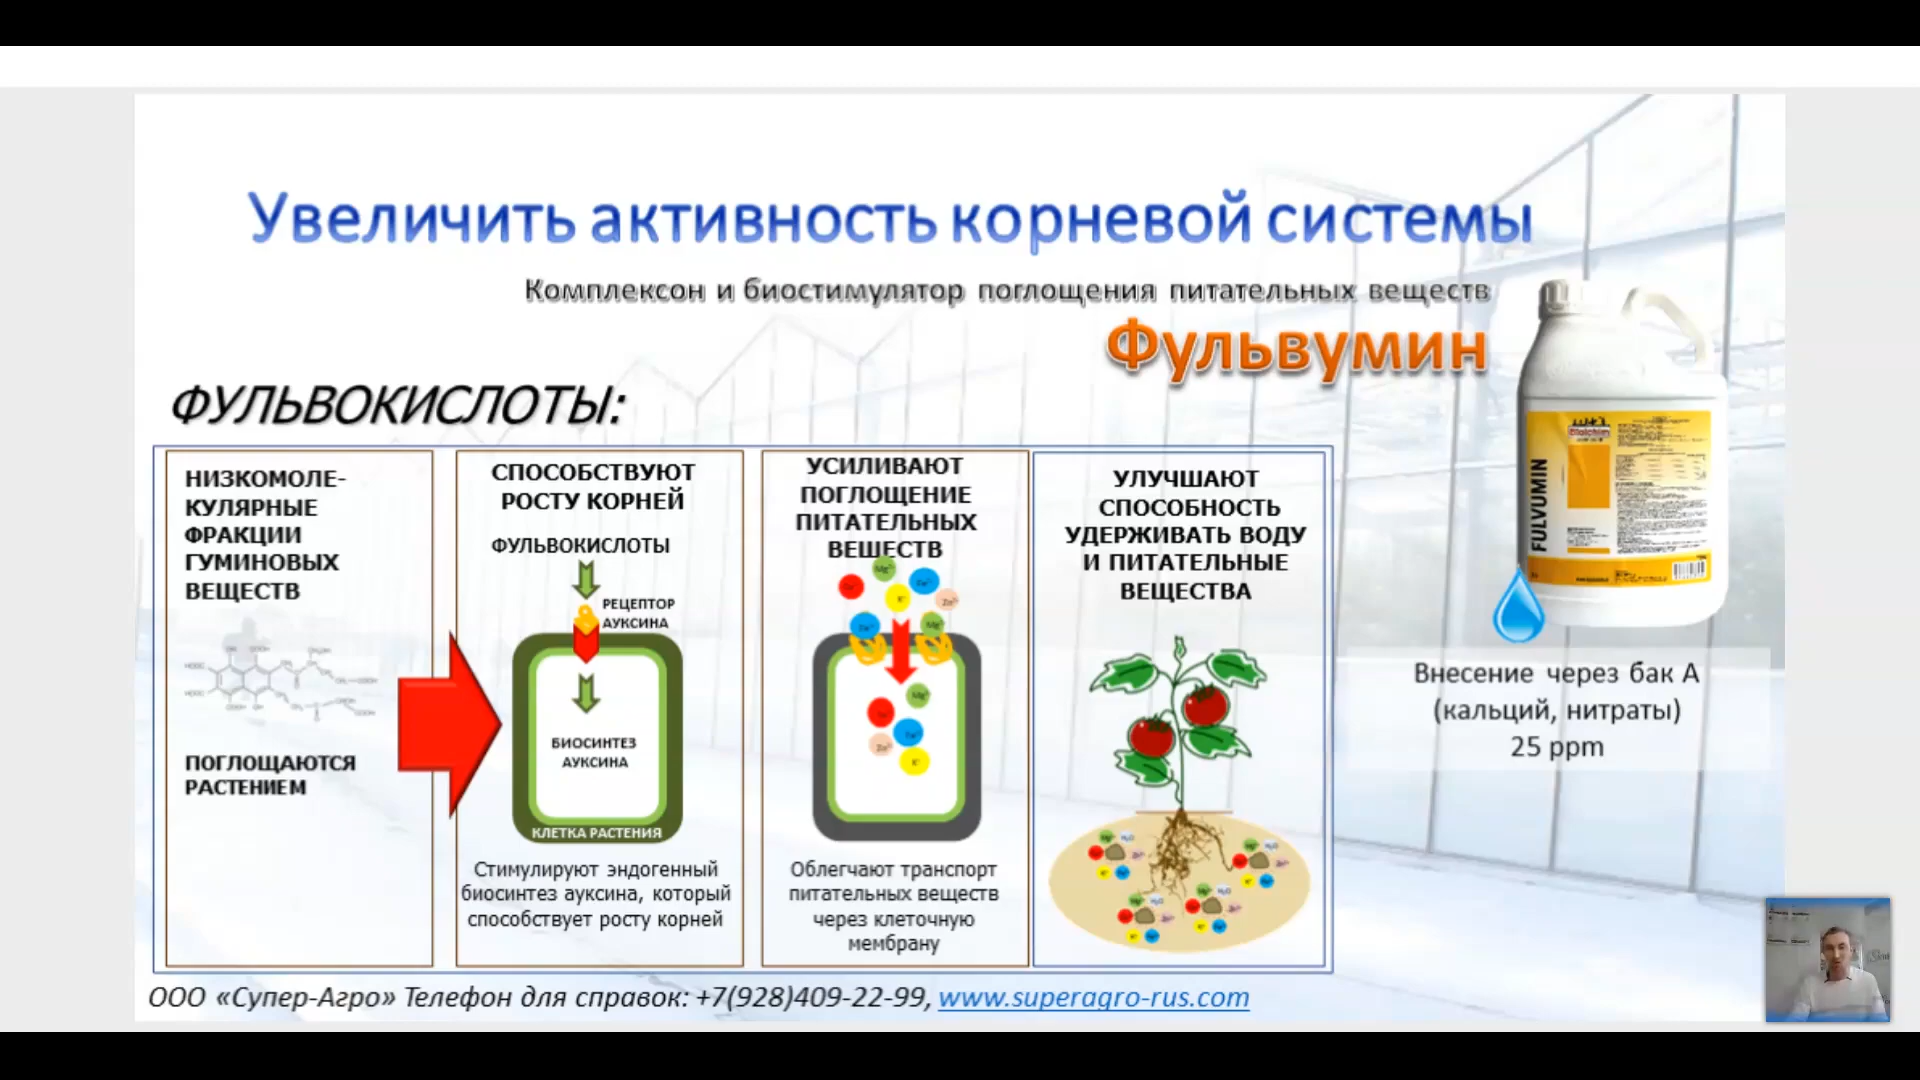 Увеличить активность корневой системы
Комплексон и биостимулятор поглощения питательных веществ
Фульвумин
ФУЛЬВОКИСЛОТЫ:
НИЗКОМОЛЕ-
КУЛЯРНЫЕ
ФРАКЦИИ
ГУМИНОВЫХ
ВЕЩЕСТВ
ПОГЛОЩАЮТСЯ
РАСТЕНИЕМ
СПОСОБСТВУЮТ
РОСТУ КОРНЕЙ
ФУЛЬВОКИСЛОТЫ
РЕЦЕПТОР
АУКСИНА
БИОСИНТЕЗ
АУКСИНА
КЛЕТКА РАСТЕНИЯ
Стимулируют эндогенный
биосинтез ауксина, который
способствует росту корней
УСИЛИВАЮТ
ПОГЛОЩЕНИЕ
ПИТАТЕЛЬНЫХ
ВЕЩЕСТВ
Облегчают транспорт
питательных веществ
через клеточную
мембрану
УЛУЧШАЮТ
СПОСОБНОСТЬ
УДЕРЖИВАТЬ ВОДУ
И ПИТАТЕЛЬНЫЕ
ВЕЩЕСТВА
FULVUMIN
Внесение через бак А
(кальций, нитраты)
25 ppm
ООО «Супер-Агро» Телефон для справок: +7(928)409-22-99, www.superagro-rus.com